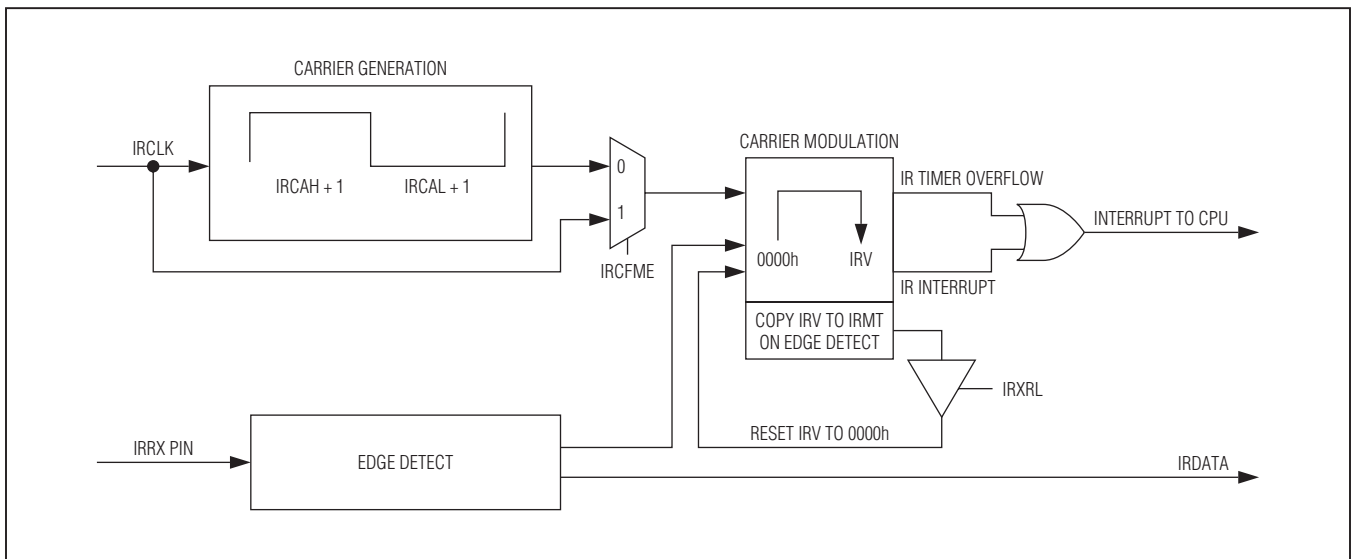 CARRIER GENERATION
IRCLK
IRCAH + 1
IRCAL + 1
0
1
IRCFME
CARRIER MODULATION
0000h
IRV
IR TIMER OVERFLOW
IR INTERRUPT
INTERRUPT TO CPU
COPY IRV TO IRMT
ON EDGE DETECT
IRXRL
RESET IRV TO 0000h
IRRX PIN
EDGE DETECT
IRDATA